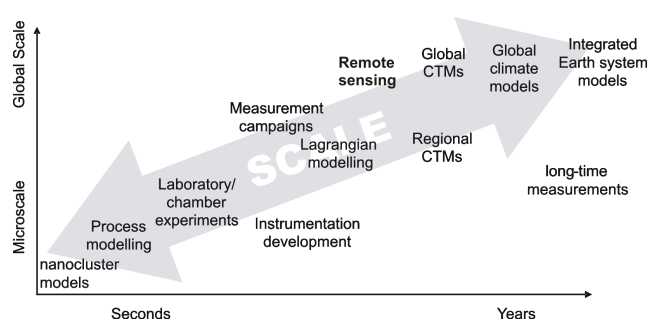 Global Scale
Microscale
Remote
sensing
Global
CTMs
Global
climate
models
Integrated
Earth system
models
Measurement
campaigns
SCALE
Lagrangian
modelling
Regional
CTMs
long-time
measurements
Laboratory/
chamber
experiments
Instrumentation
development
Process
modelling
nanocluster
models
Seconds
Years